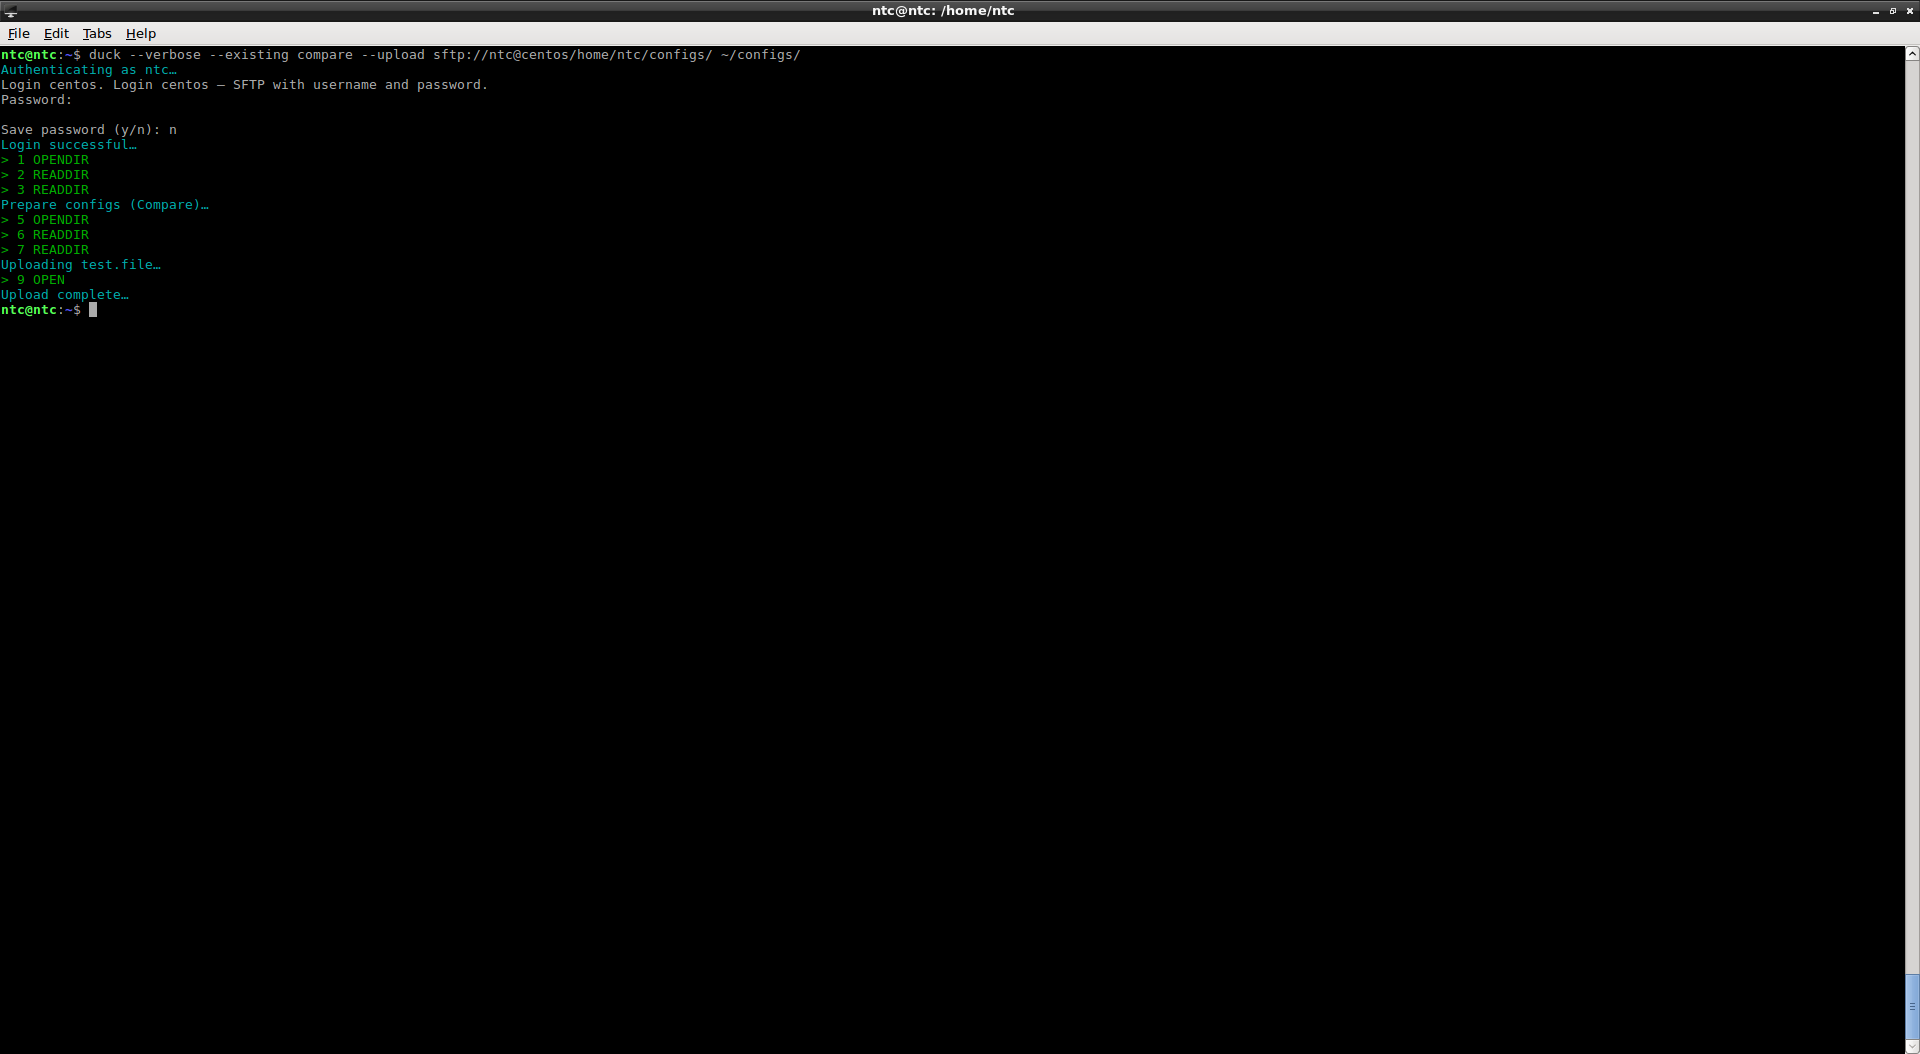 ntc@ntc: /home/ntc
File Edit Tabs Help
ntc@ntc:~$ duck --verbose --existing compare --upload sftp://ntc@centos/home/ntc/configs/ ~/configs/
Authenticating as ntc…
Login centos. Login centos – SFTP with username and password.
Password:
Save password (y/n): n
Login successful…
> 1 OPENDIR
> 2 READDIR
> 3 READDIR
Prepare configs (Compare)…
> 5 OPENDIR
> 6 READDIR
> 7 READDIR
Uploading test.file…
> 9 OPEN
Upload complete…
ntc@ntc:~$